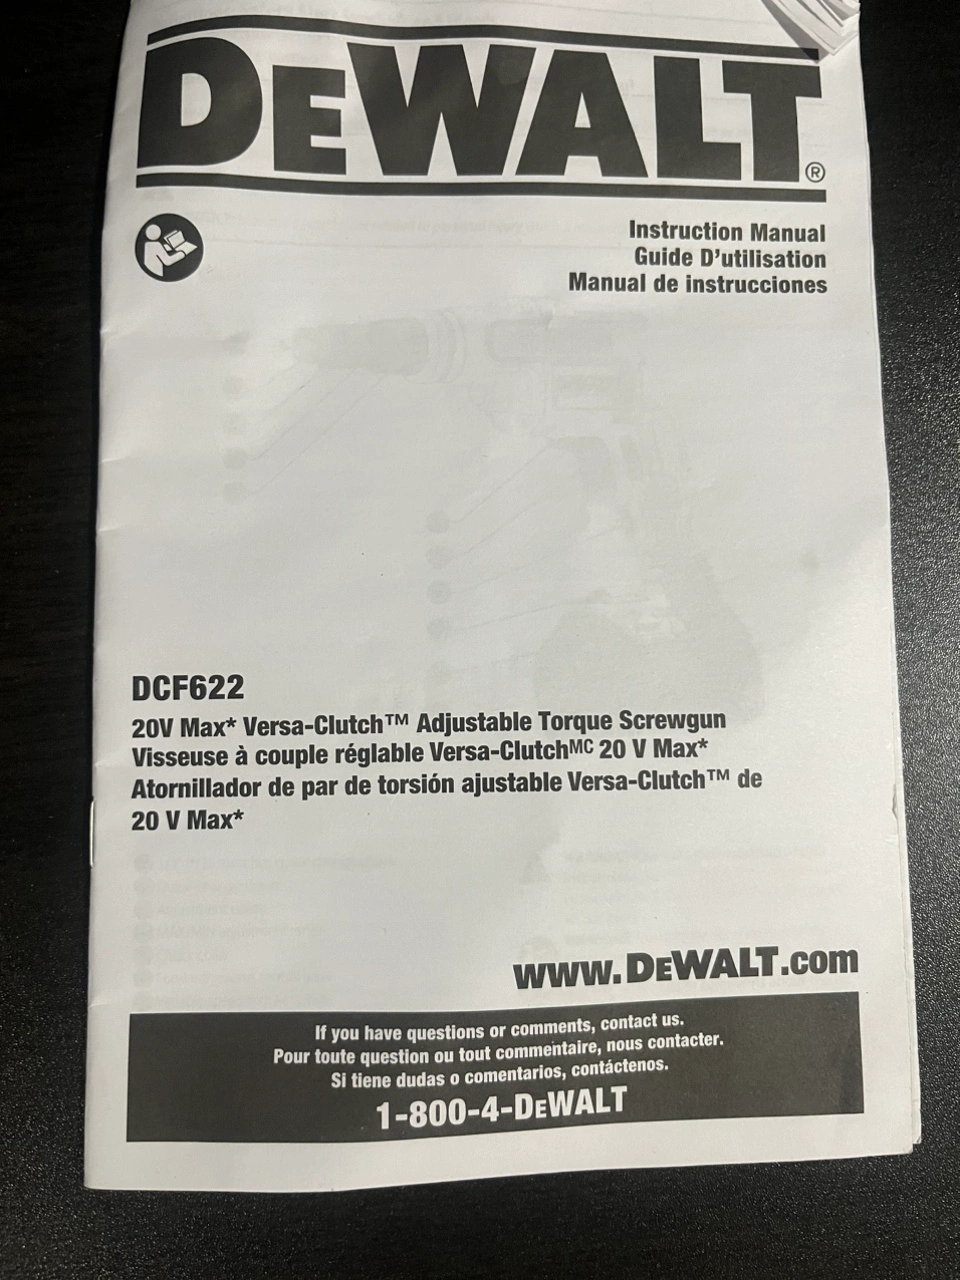 DEWALT®
Instruction Manual
Guide D'utilisation
Manual de instrucciones
DCF622
20V Max* Versa-Clutch™ Adjustable Torque Screwgun
Visseuse à couple réglable Versa-Clutchᴹᶜ 20 V Max*
Atornillador de par de torsión ajustable Versa-Clutch™ de
20 V Max*
www.DEWALT.com
If you have questions or comments, contact us.
Pour toute question ou tout commentaire, nous contacter.
Si tiene dudas o comentarios, contáctenos.
1-800-4-DEWALT